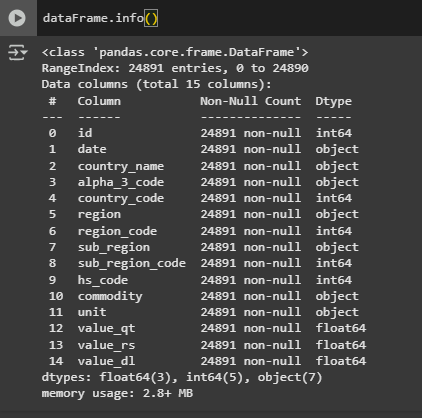 dataFrame.info()
<class 'pandas.core.frame.DataFrame'>
RangeIndex: 24891 entries, 0 to 24890
Data columns (total 15 columns):
 #   Column           Non-Null Count  Dtype
---  ------           --------------  -----
 0   id               24891 non-null  int64
 1   date             24891 non-null  object
 2   country_name     24891 non-null  object
 3   alpha_3_code     24891 non-null  object
 4   country_code     24891 non-null  int64
 5   region           24891 non-null  object
 6   region_code      24891 non-null  int64
 7   sub_region       24891 non-null  object
 8   sub_region_code  24891 non-null  int64
 9   hs_code          24891 non-null  int64
 10  commodity        24891 non-null  object
 11  unit             24891 non-null  object
 12  value_qt         24891 non-null  float64
 13  value_rs         24891 non-null  float64
 14  value_dl         24891 non-null  float64
dtypes: float64(3), int64(5), object(7)
memory usage: 2.8+ MB